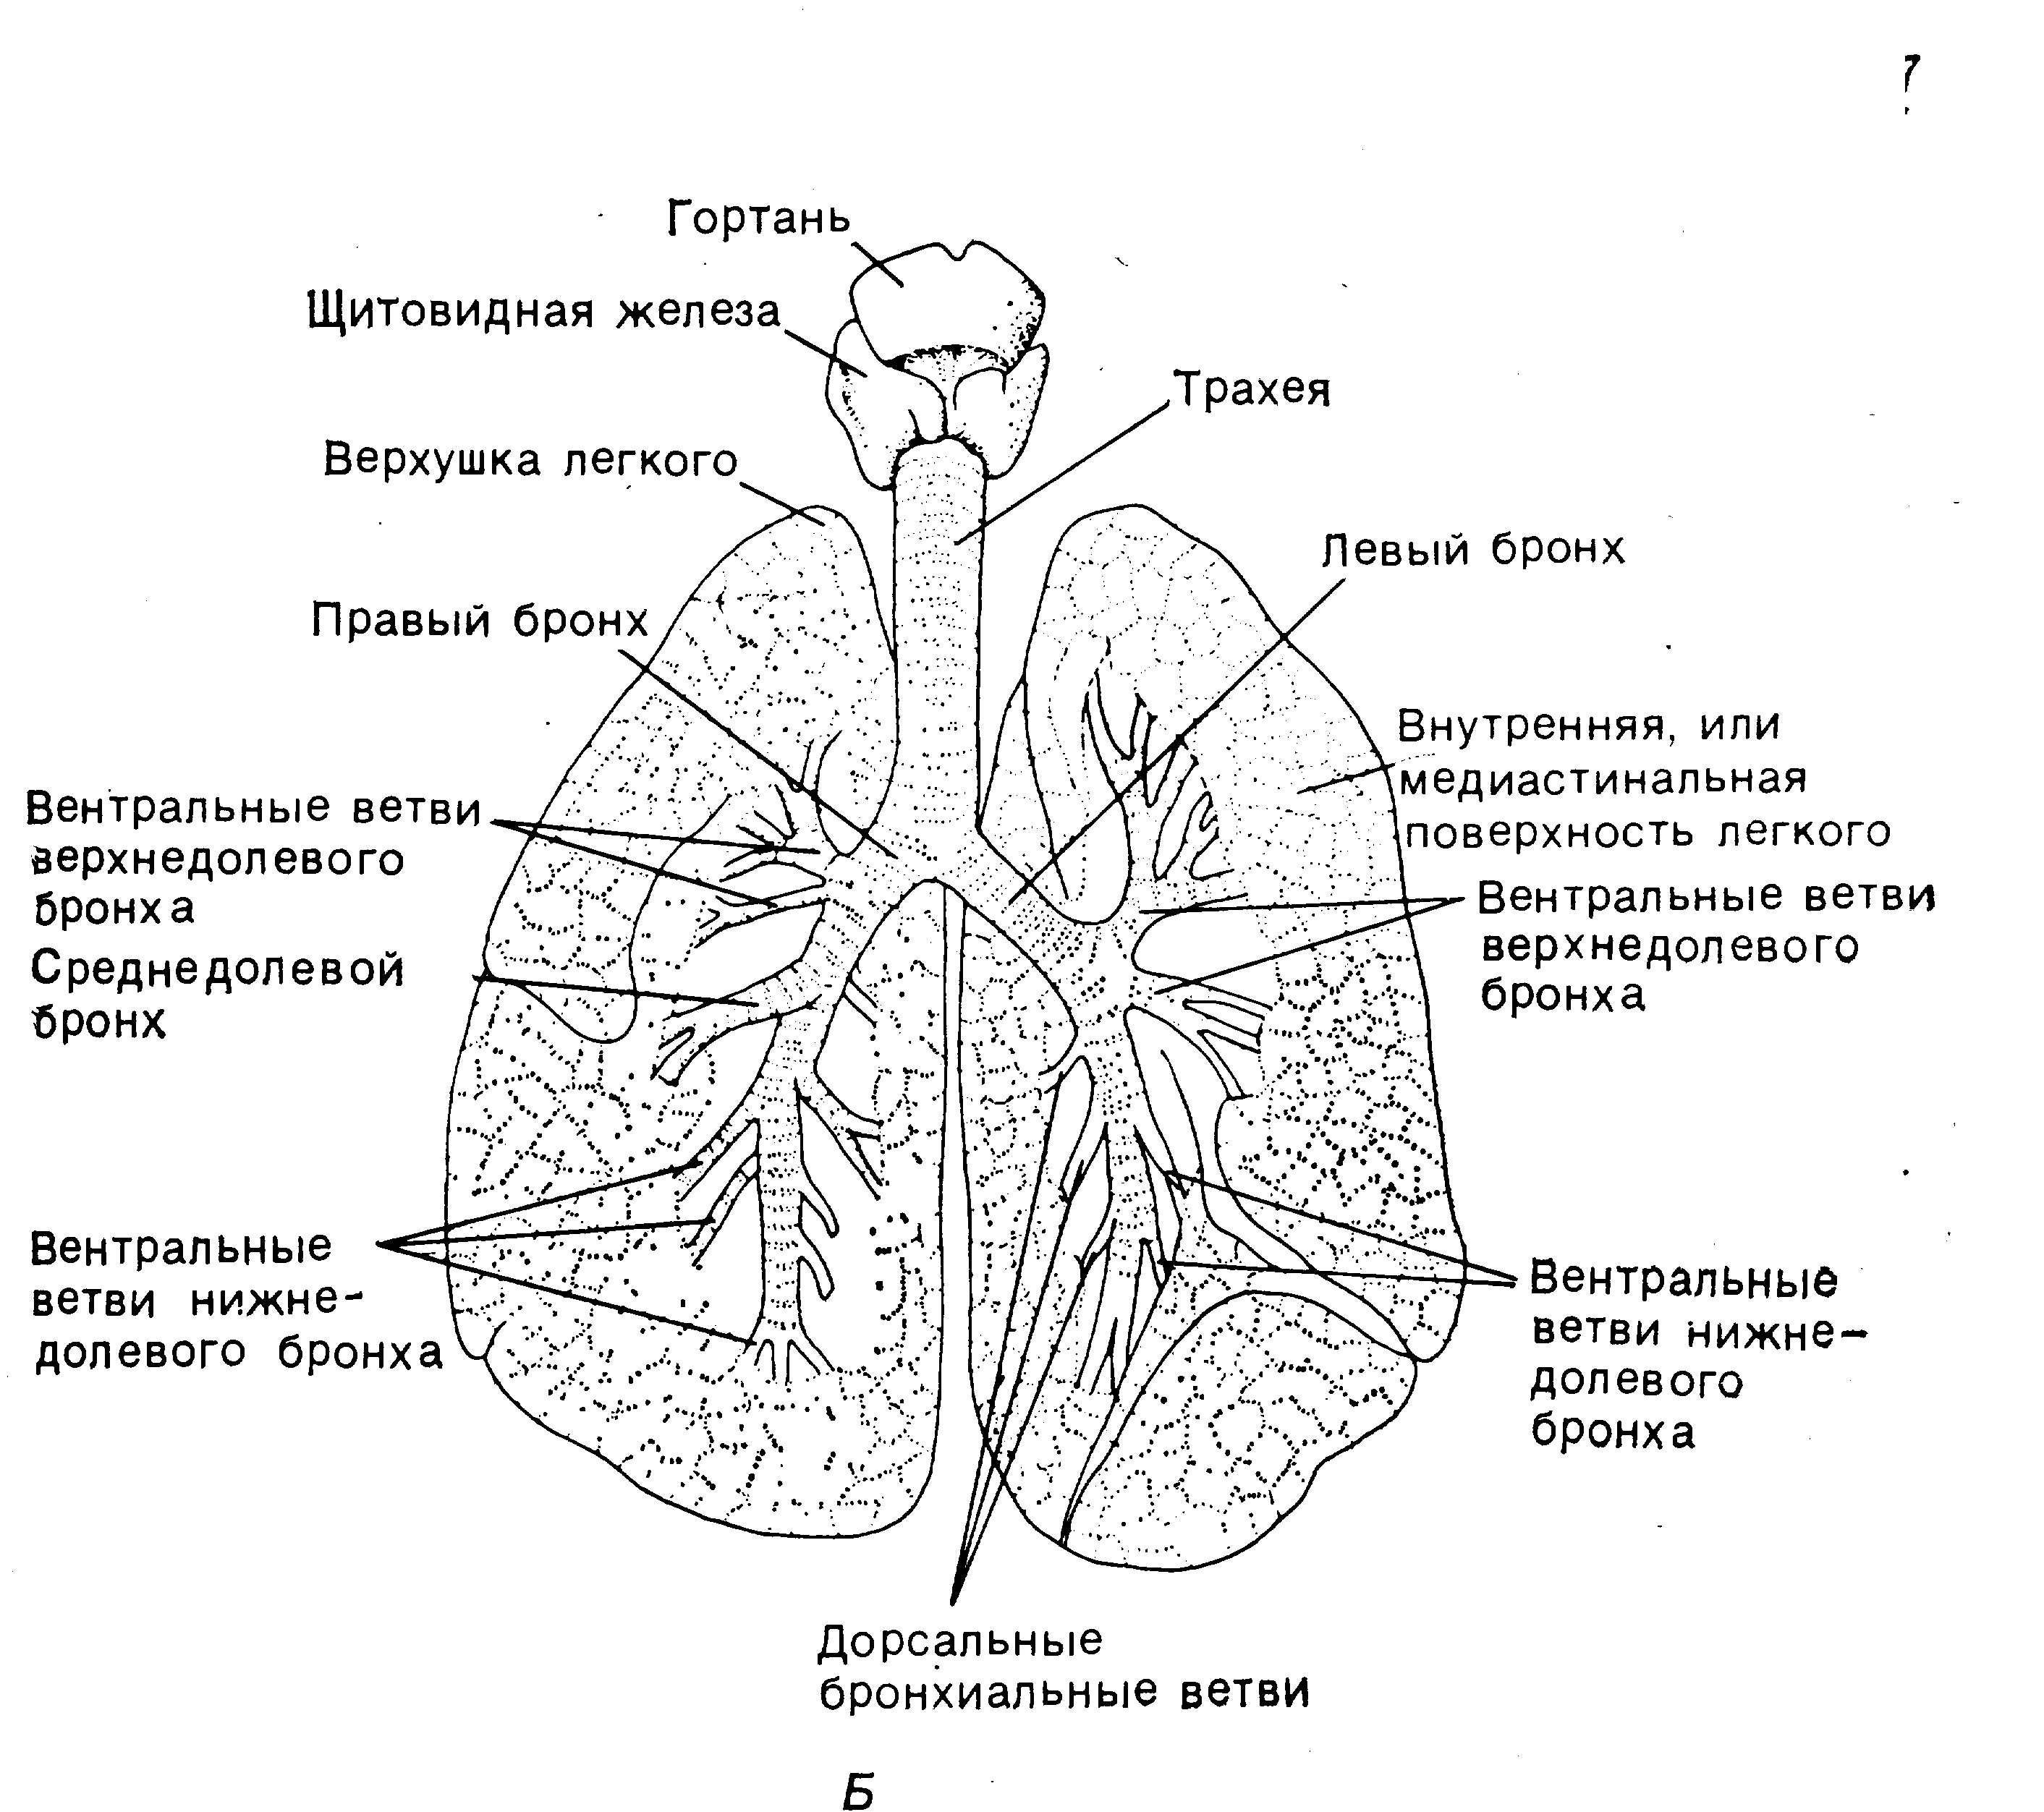 Гортань
Щитовидная железа
Трахея
Верхушка легкого
Левый бронх
Правый бронх
Внутренняя, или
медиастинальная
поверхность легкого
Вентральные ветви
верхнедолевого
бронха
Среднедолевой
бронх
Вентральные ветви
верхнедолевого
бронха
Вентральные
ветви нижне-
долевого бронха
Вентральные
ветви нижне-
долевого
бронха
Дорсальные
бронхиальные ветви
Б